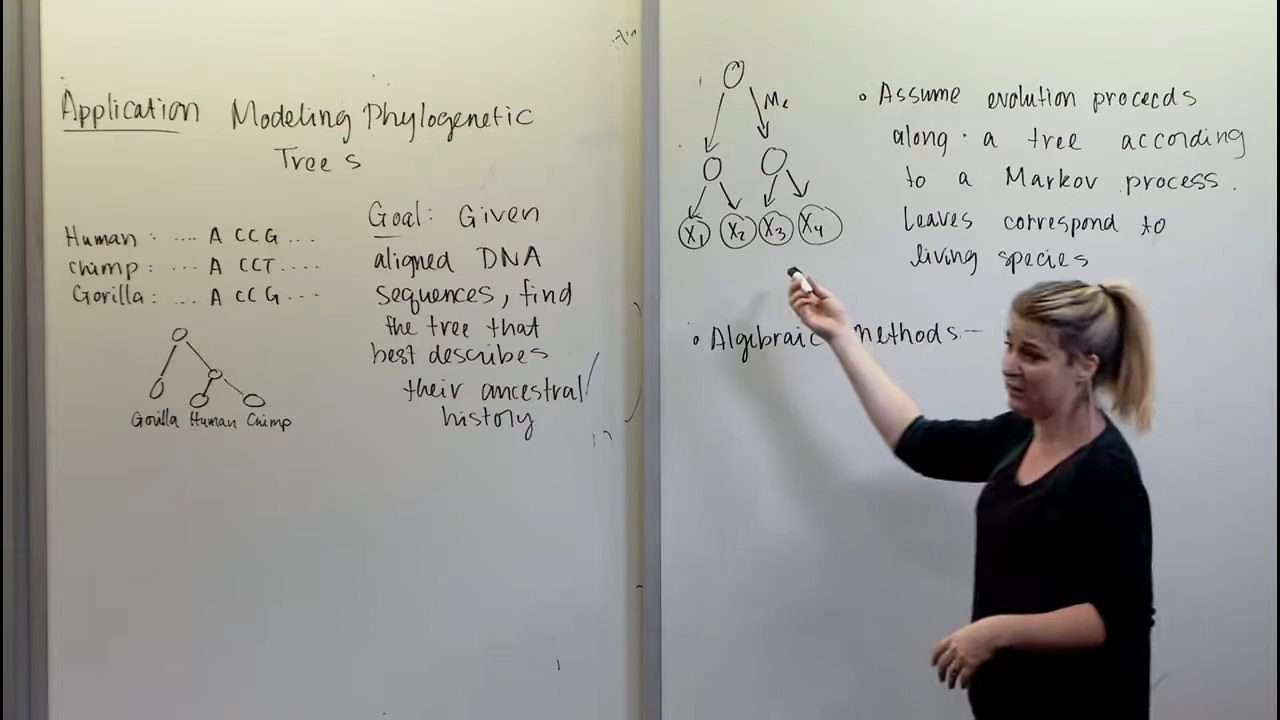 Application Modeling Phylogenetic
Trees
Human: .... A CCG ...
Chimp: ... A CCT ....
Gorilla: ... A CCG ...
Gorilla Human Chimp
Goal: Given
aligned DNA
sequences, find
the tree that
best describes
their ancestral
history
Me
X1 X2 X3 X4
• Assume evolution proceeds
along a tree according
to a Markov process.
Leaves correspond to
living species
• Algebraic Methods -